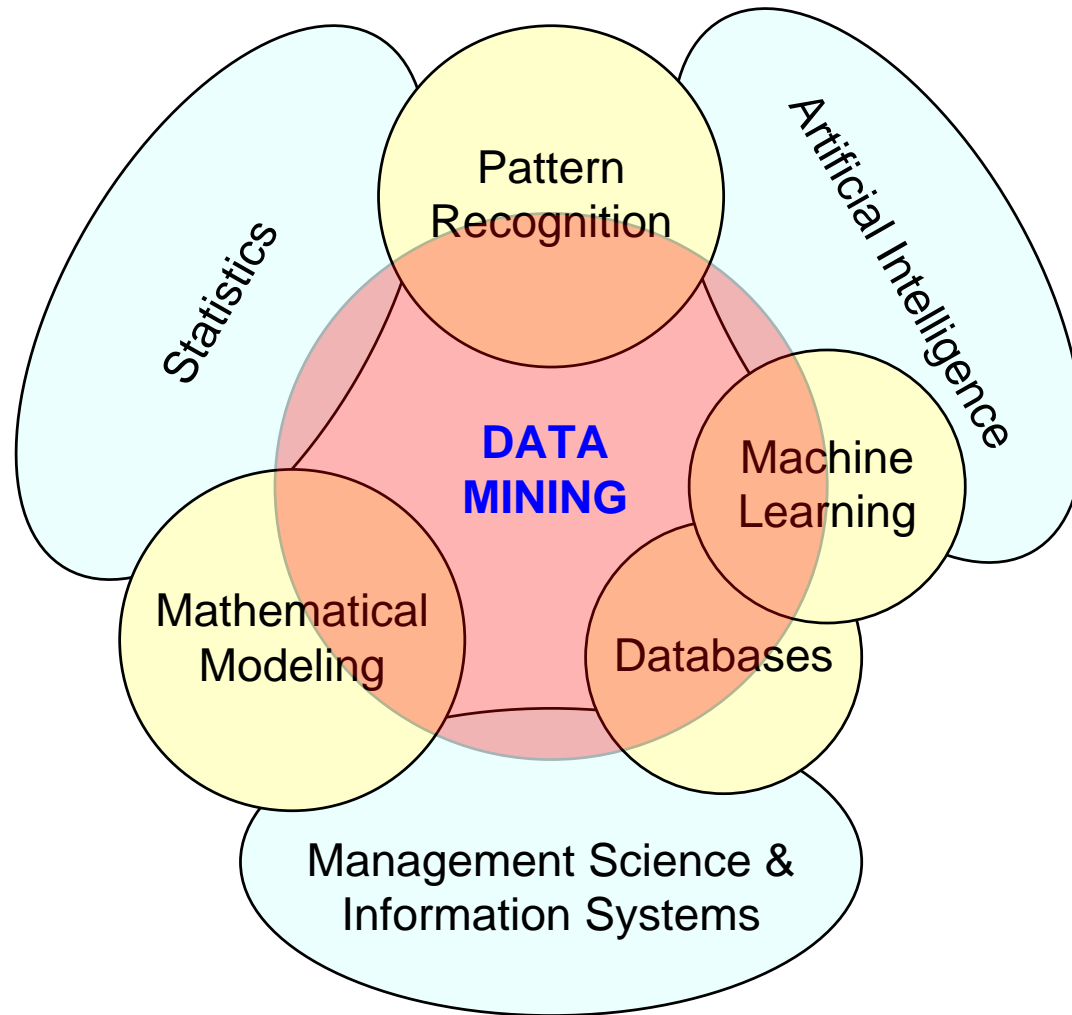 Pattern
Recognition
Artificial Intelligence
Statistics
DATA
MINING
Machine
Learning
Mathematical
Modeling
Databases
Management Science &
Information Systems